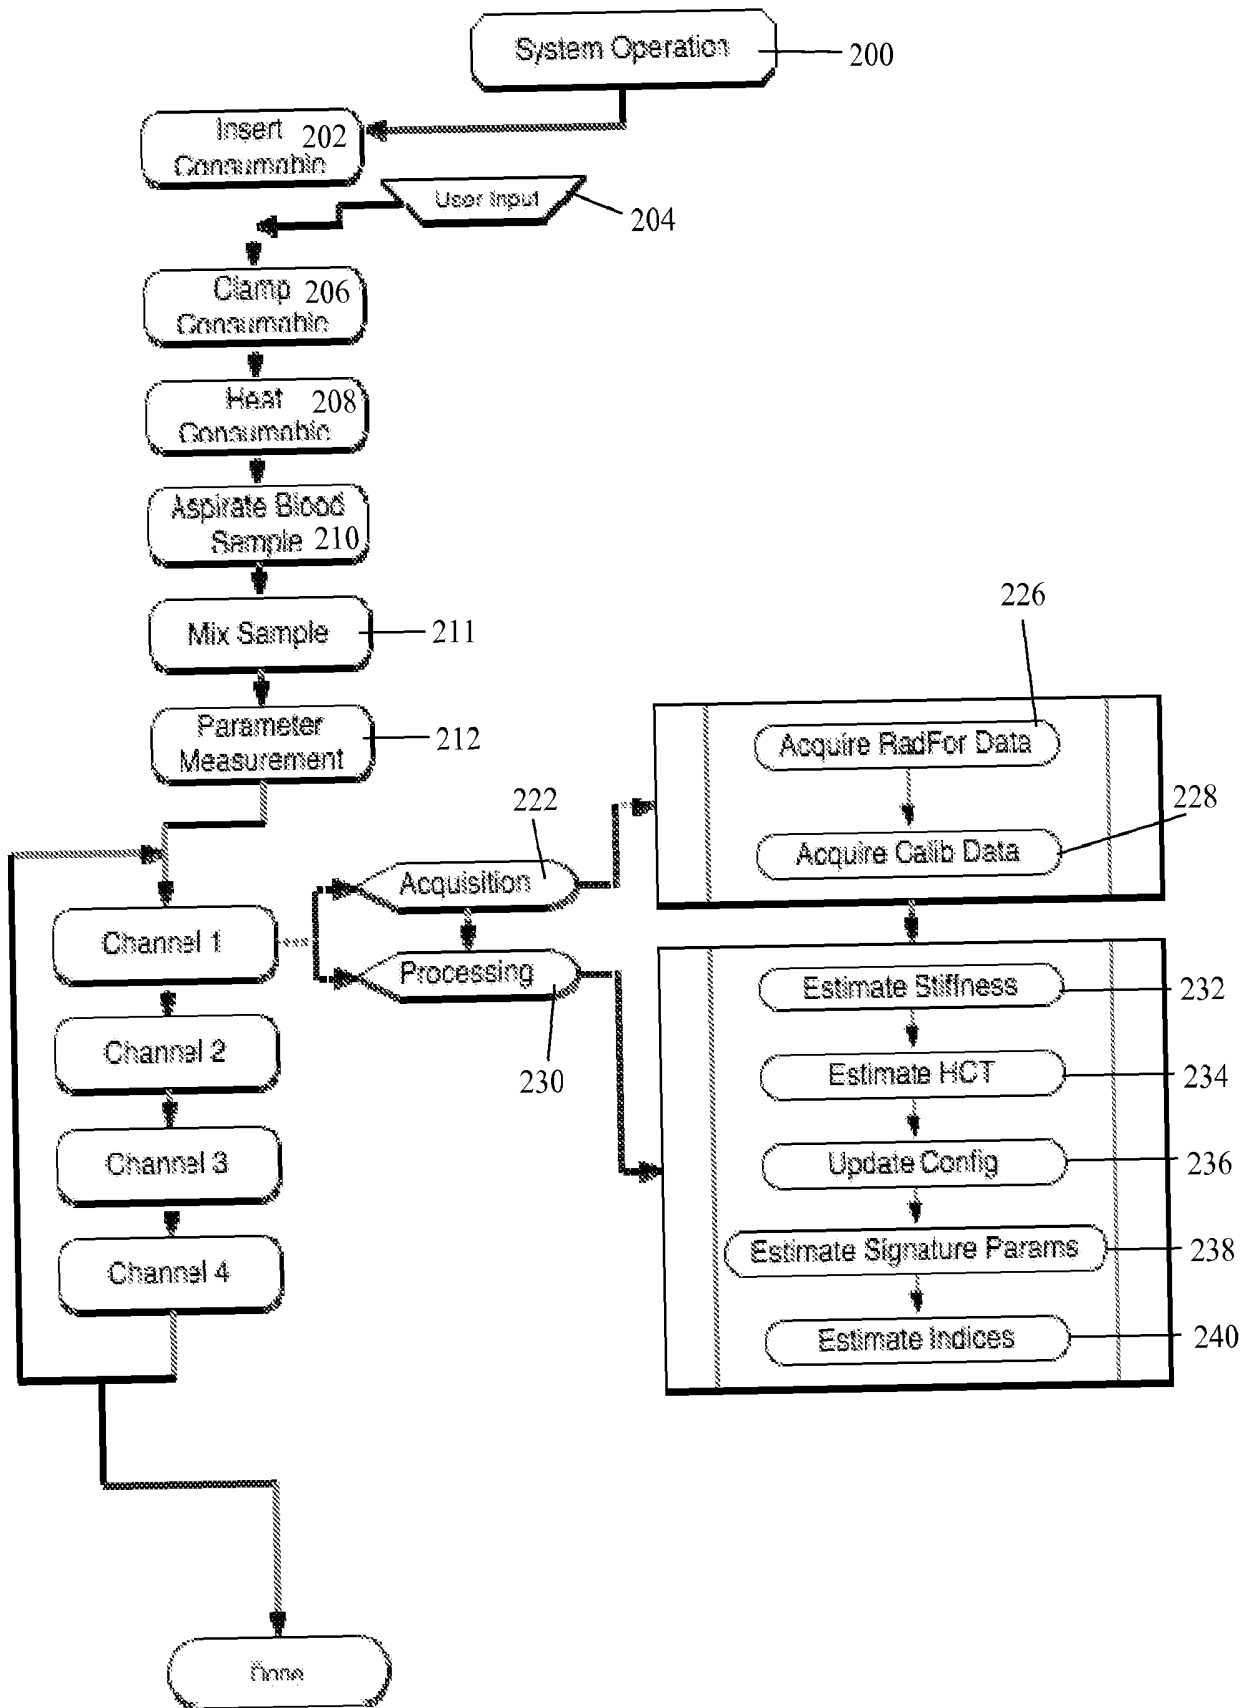 System Operation
200
Insert 202
Consumable
User Input
204
Clamp 206
Consumable
Heat 208
Consumable
Aspirate Blood
Sample 210
Mix Sample
211
Parameter
Measurement
212
226
Acquire RadFor Data
228
Acquire Calib Data
222
Acquisition
Processing
230
Channel 1
Channel 2
Channel 3
Channel 4
Estimate Stiffness
232
Estimate HCT
234
Update Config
236
Estimate Signature Params
238
Estimate Indices
240
Done